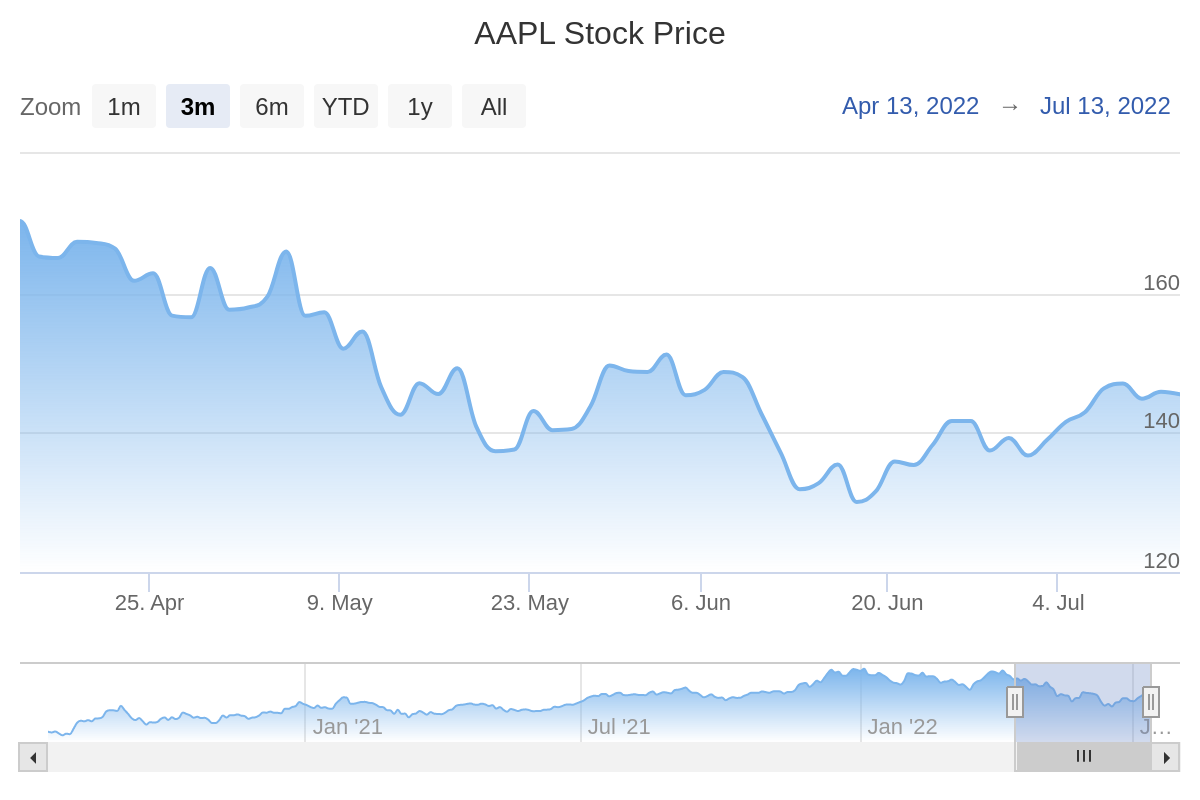 AAPL Stock Price
Zoom 1m 3m 6m YTD 1y All Apr 13, 2022 → Jul 13, 2022
160
140
120
25. Apr 9. May 23. May 6. Jun 20. Jun 4. Jul
Jan '21 Jul '21 Jan '22 J…